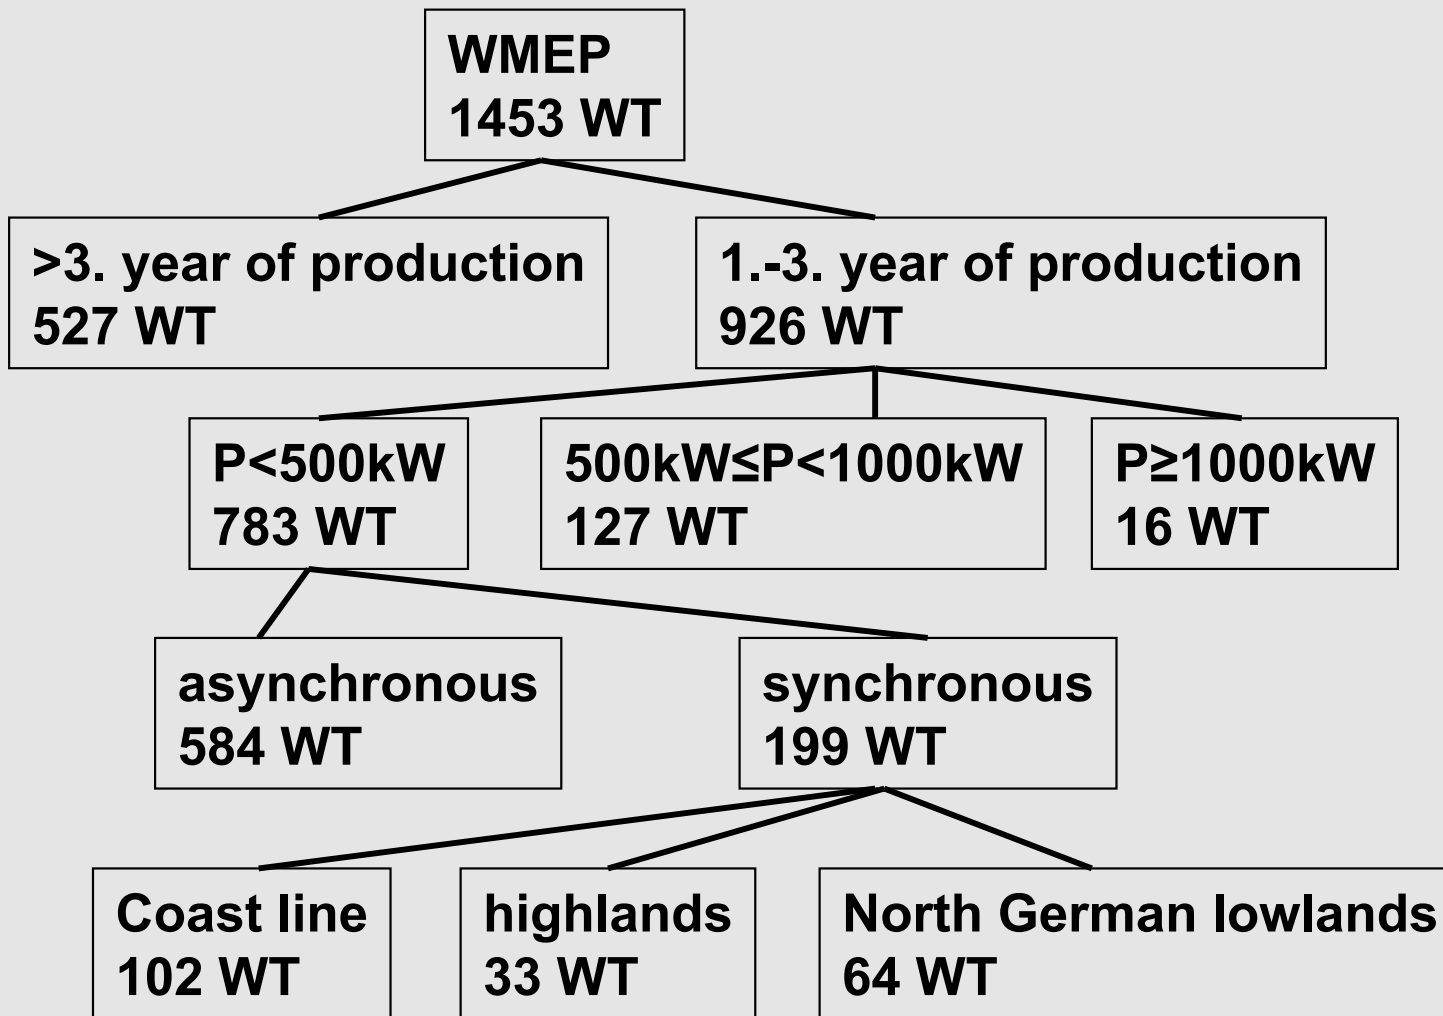 WMEP
1453 WT
>3. year of production
527 WT
1.-3. year of production
926 WT
P<500kW
783 WT
500kW≤P<1000kW
127 WT
P≥1000kW
16 WT
asynchronous
584 WT
synchronous
199 WT
Coast line
102 WT
highlands
33 WT
North German lowlands
64 WT